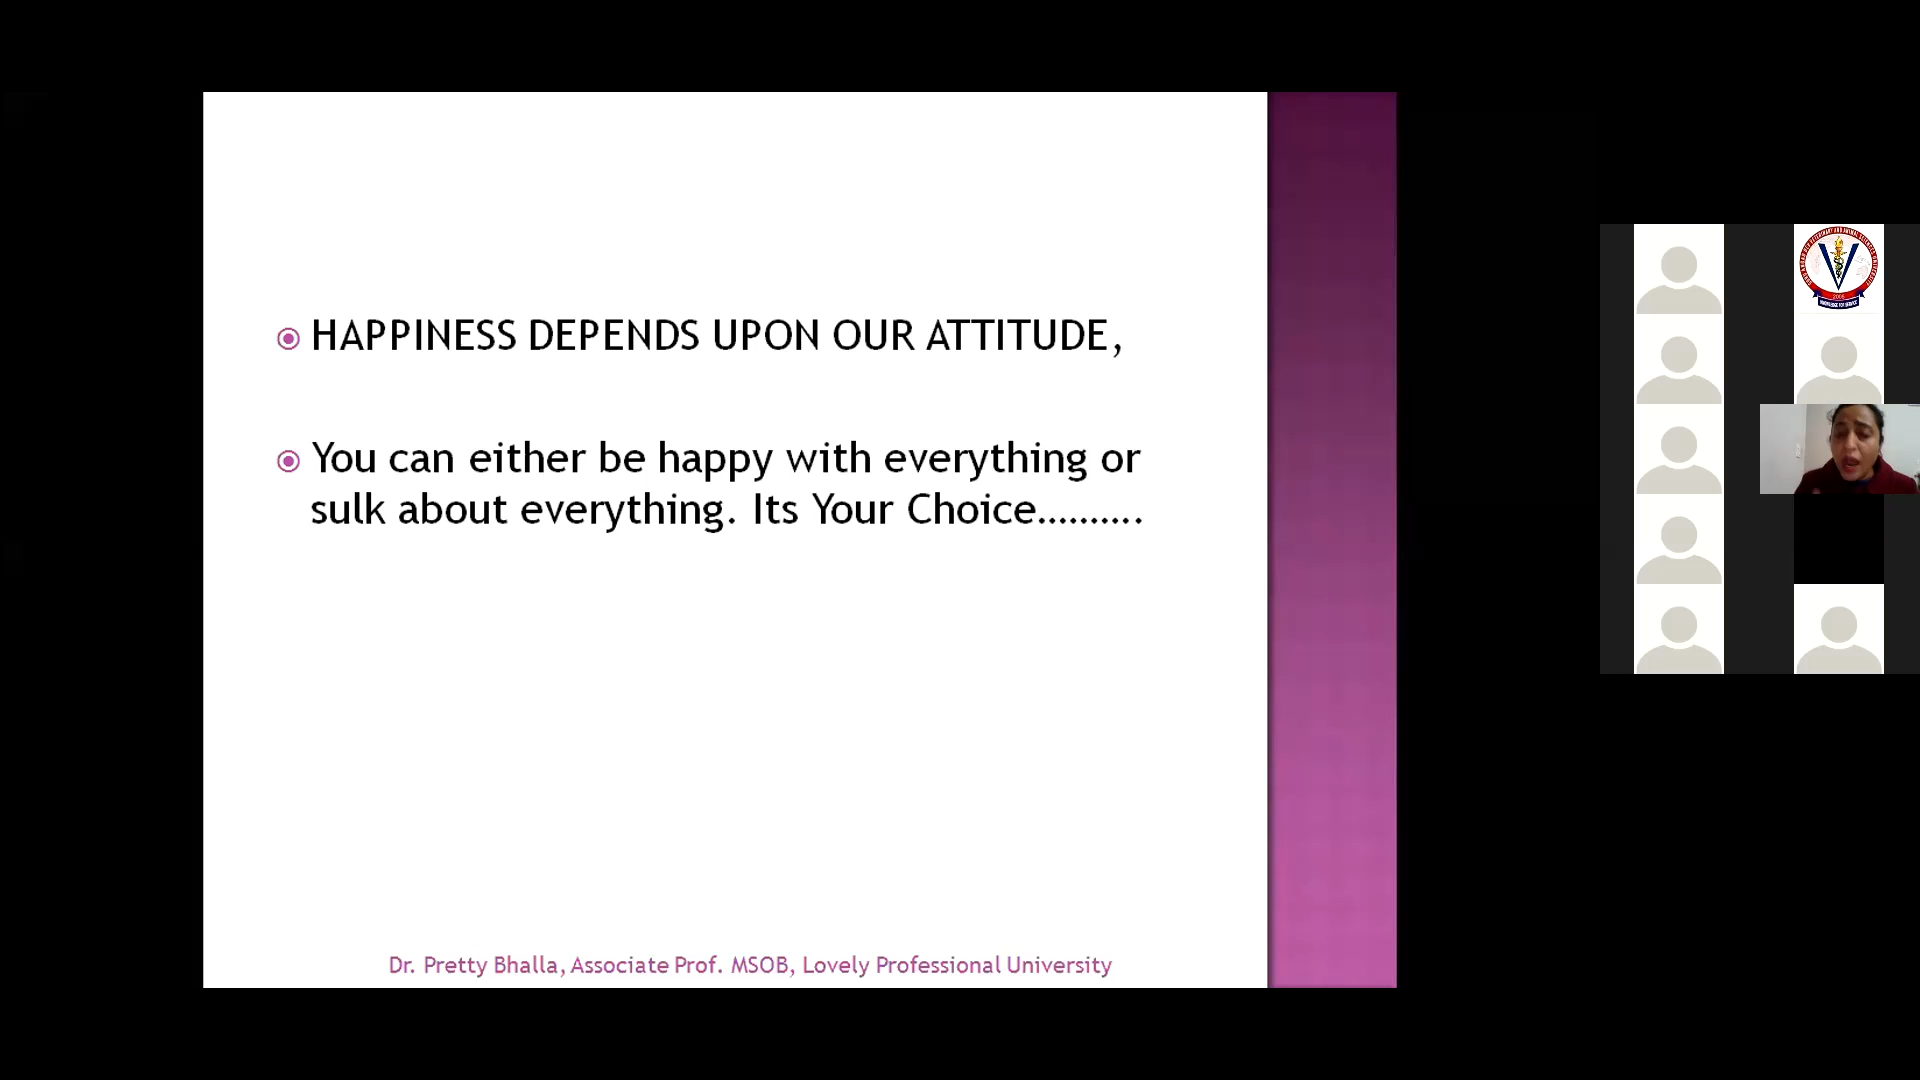 HAPPINESS DEPENDS UPON OUR ATTITUDE,
You can either be happy with everything or
sulk about everything. Its Your Choice..........
Dr. Pretty Bhalla, Associate Prof. MSOB, Lovely Professional University
V
2006